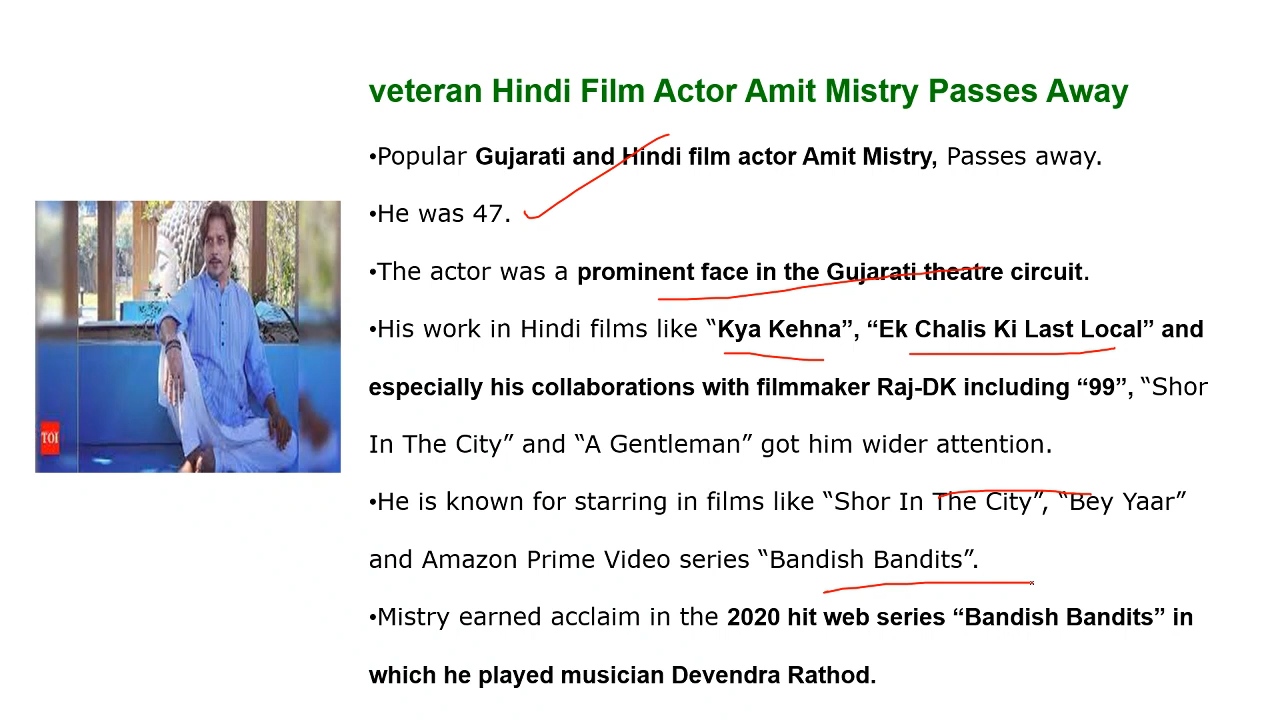 veteran Hindi Film Actor Amit Mistry Passes Away
•Popular Gujarati and Hindi film actor Amit Mistry, Passes away.
•He was 47.
•The actor was a prominent face in the Gujarati theatre circuit.
•His work in Hindi films like “Kya Kehna”, “Ek Chalis Ki Last Local” and
especially his collaborations with filmmaker Raj-DK including “99”, “Shor
In The City” and “A Gentleman” got him wider attention.
•He is known for starring in films like “Shor In The City”, “Bey Yaar”
and Amazon Prime Video series “Bandish Bandits”.
•Mistry earned acclaim in the 2020 hit web series “Bandish Bandits” in
which he played musician Devendra Rathod.
TOI